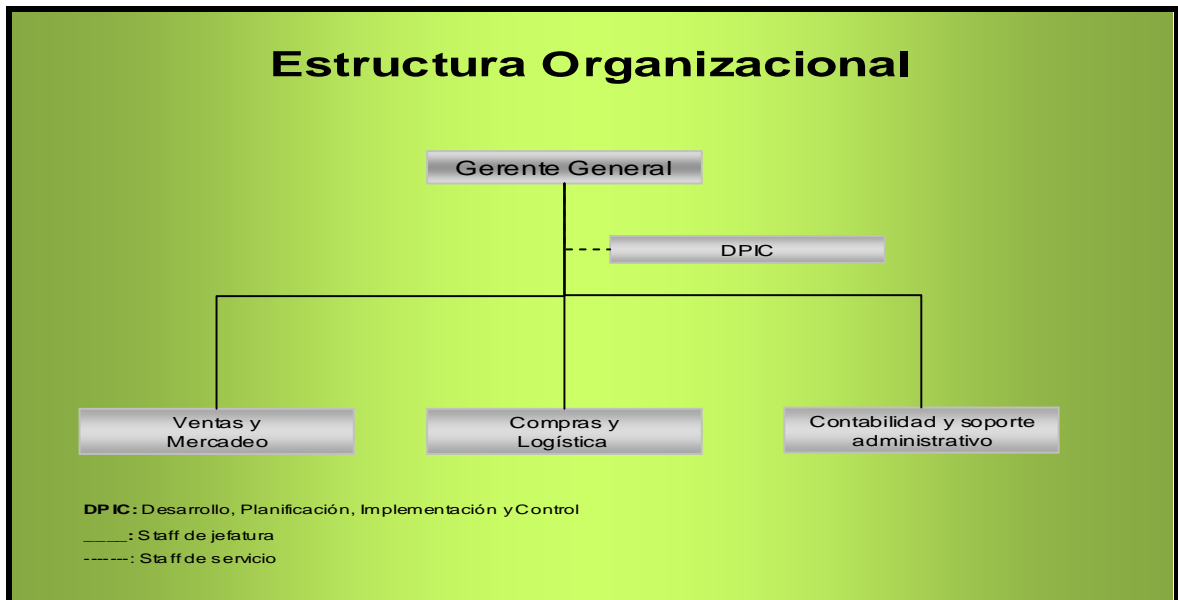 Estructura Organizacional
Gerente General
DPIC
Ventas y
Mercadeo
Compras y
Logística
Contabilidad y soporte
administrativo
DPIC: Desarrollo, Planificación, Implementación y Control
_____: Staff de jefatura
-------: Staff de servicio